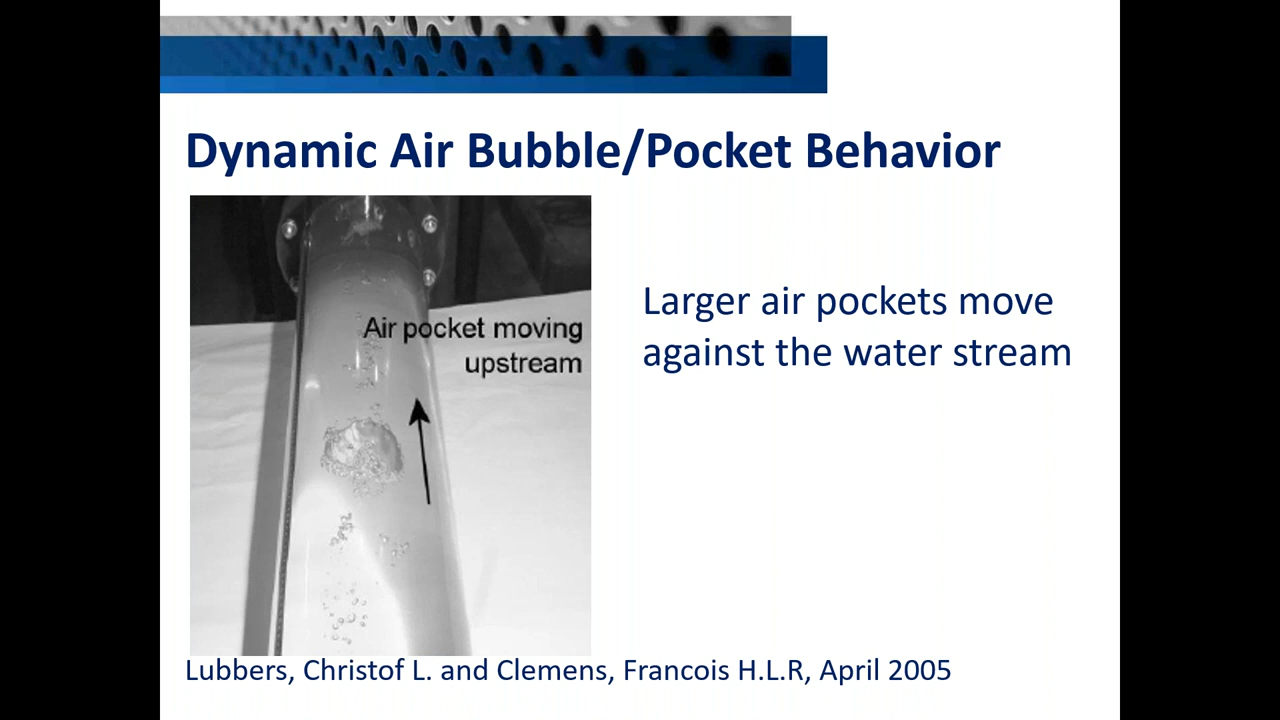 Dynamic Air Bubble/Pocket Behavior
Air pocket moving
upstream
Larger air pockets move
against the water stream
Lubbers, Christof L. and Clemens, Francois H.L.R, April 2005